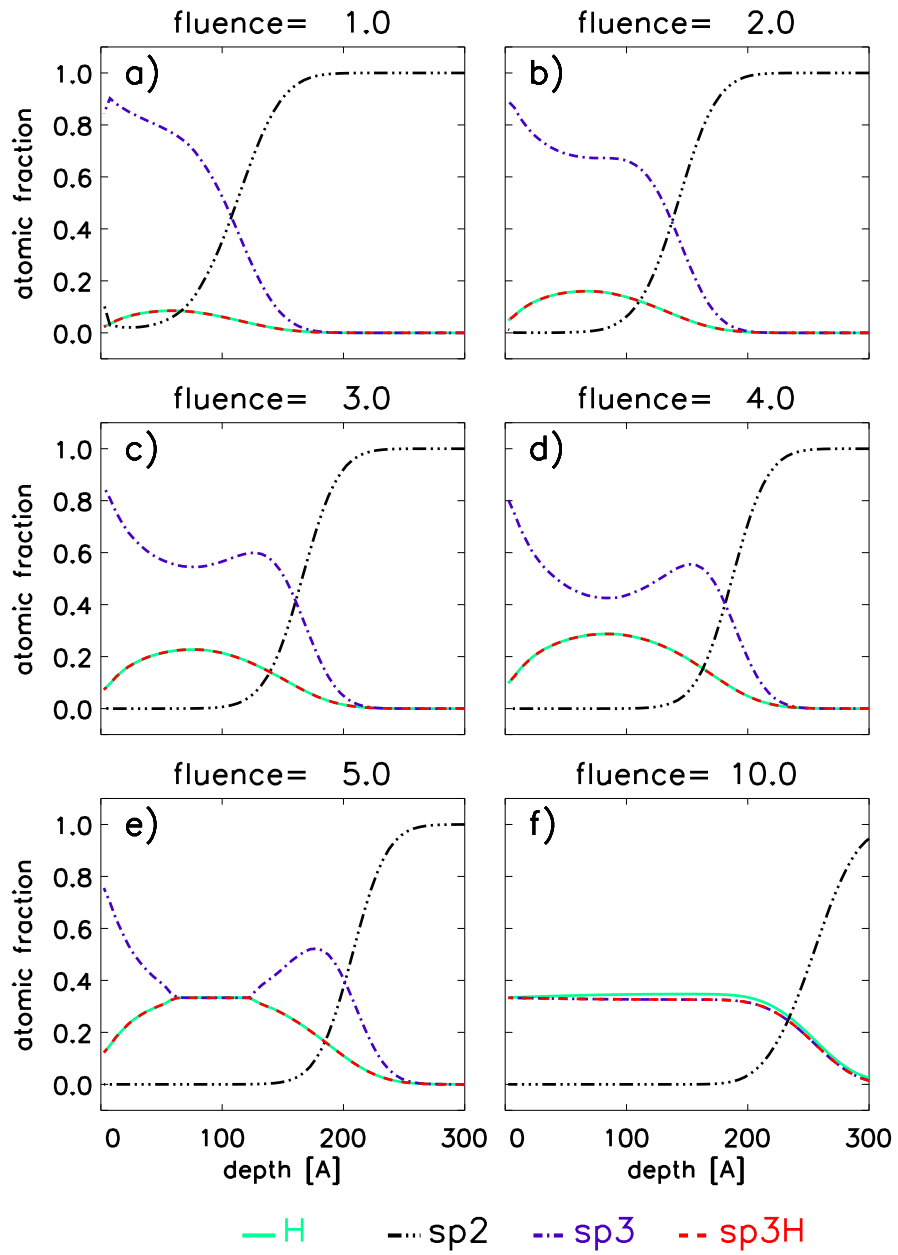 fluence= 1.0
fluence= 2.0
a)
b)
atomic fraction
1.0
0.8
0.6
0.4
0.2
0.0
fluence= 3.0
fluence= 4.0
c)
d)
atomic fraction
1.0
0.8
0.6
0.4
0.2
0.0
fluence= 5.0
fluence= 10.0
e)
f)
atomic fraction
1.0
0.8
0.6
0.4
0.2
0.0
0 100 200 300
0 100 200 300
depth [A]
depth [A]
H sp2 sp3 sp3H